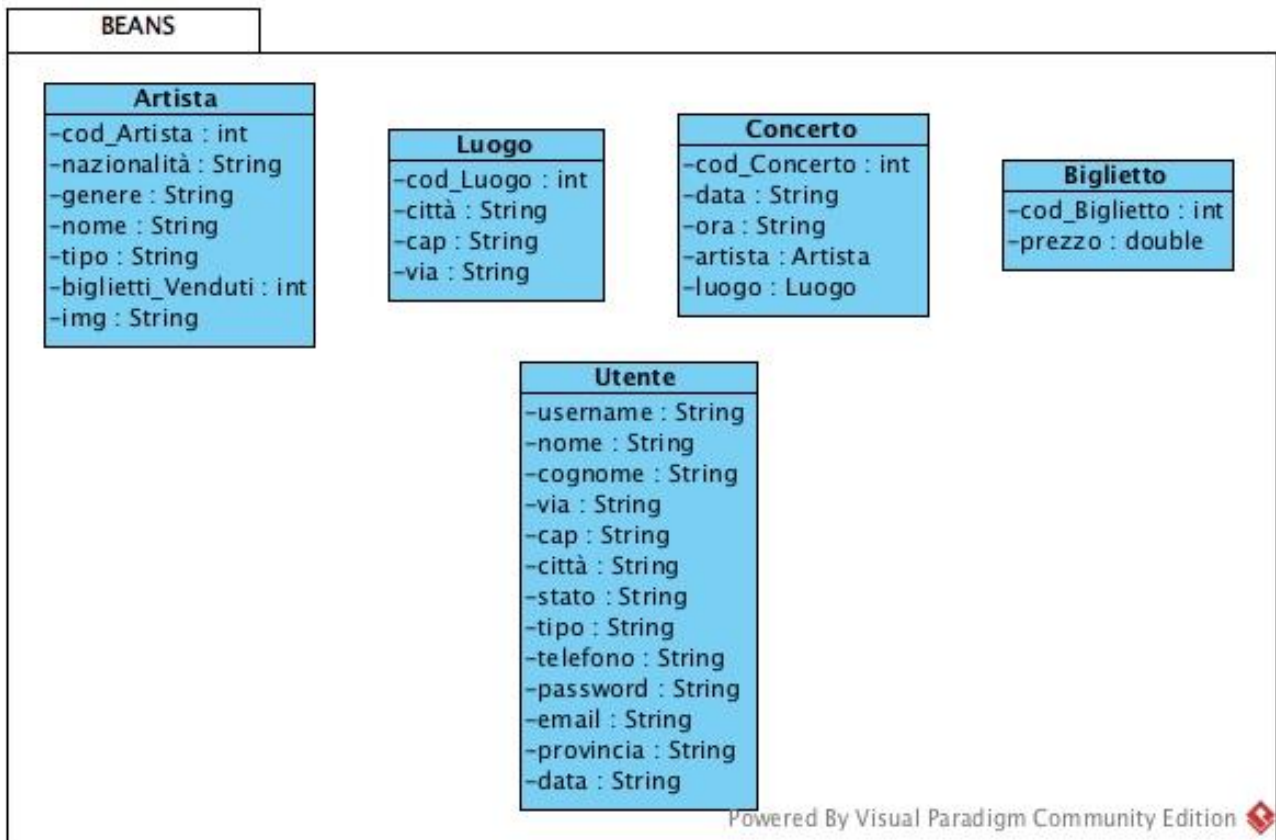 BEANS
Artista
-cod_Artista : int
-nazionalità : String
-genere : String
-nome : String
-tipo : String
-biglietti_Venduti : int
-img : String
Luogo
-cod_Luogo : int
-città : String
-cap : String
-via : String
Concerto
-cod_Concerto : int
-data : String
-ora : String
-artista : Artista
-luogo : Luogo
Biglietto
-cod_Biglietto : int
-prezzo : double
Utente
-username : String
-nome : String
-cognome : String
-via : String
-cap : String
-città : String
-stato : String
-tipo : String
-telefono : String
-password : String
-email : String
-provincia : String
-data : String
Powered By Visual Paradigm Community Edition